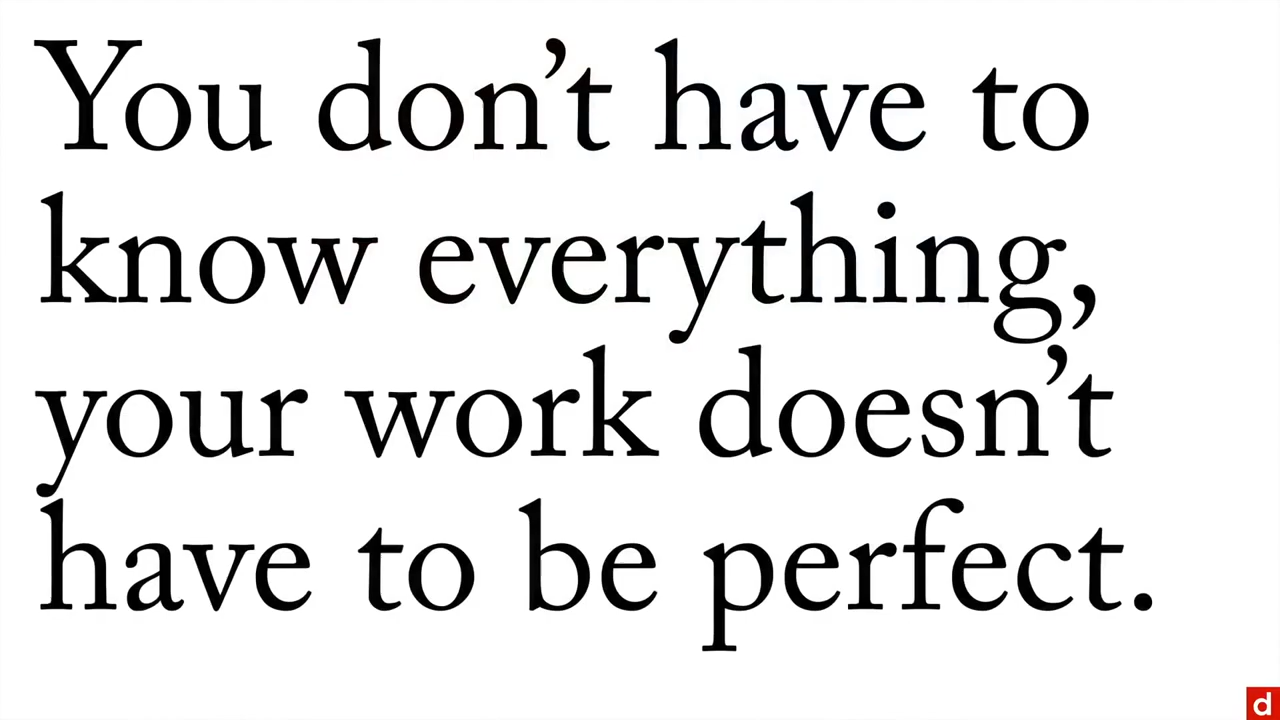 You don’t have to
know everything,
your work doesn’t
have to be perfect.
d